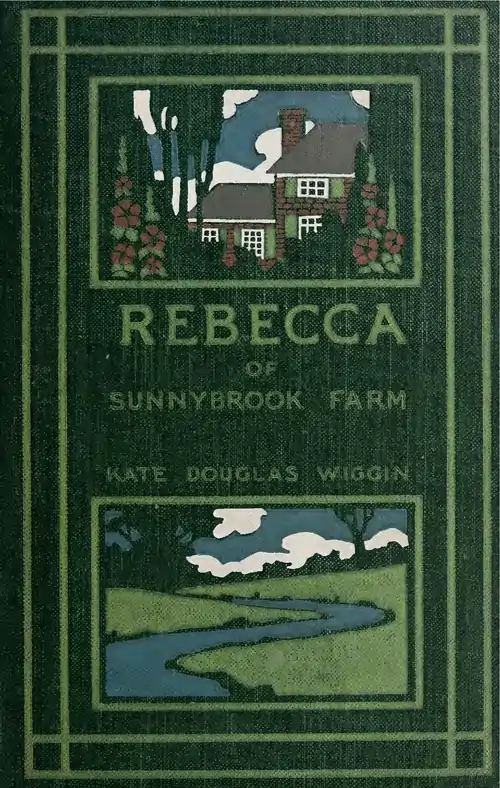 REBECCA
OF
SUNNYBROOK FARM
KATE DOUGLAS WIGGIN